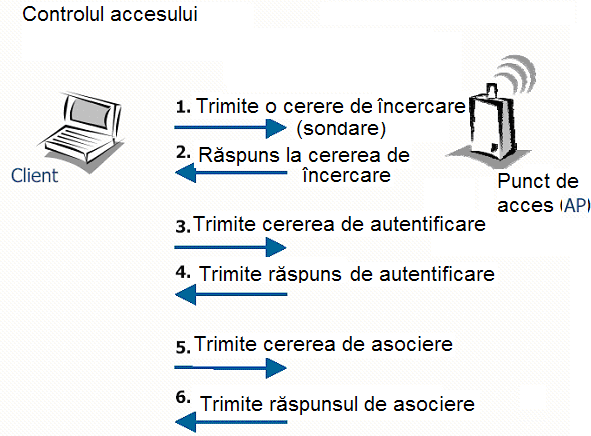 Controlul accesului
1. Trimite o cerere de încercare
(sondare)
2. Răspuns la cererea de
încercare
Client
Punct de
acces (AP)
3. Trimite cererea de autentificare
4. Trimite răspuns de autentificare
5. Trimite cererea de asociere
6. Trimite răspunsul de asociere